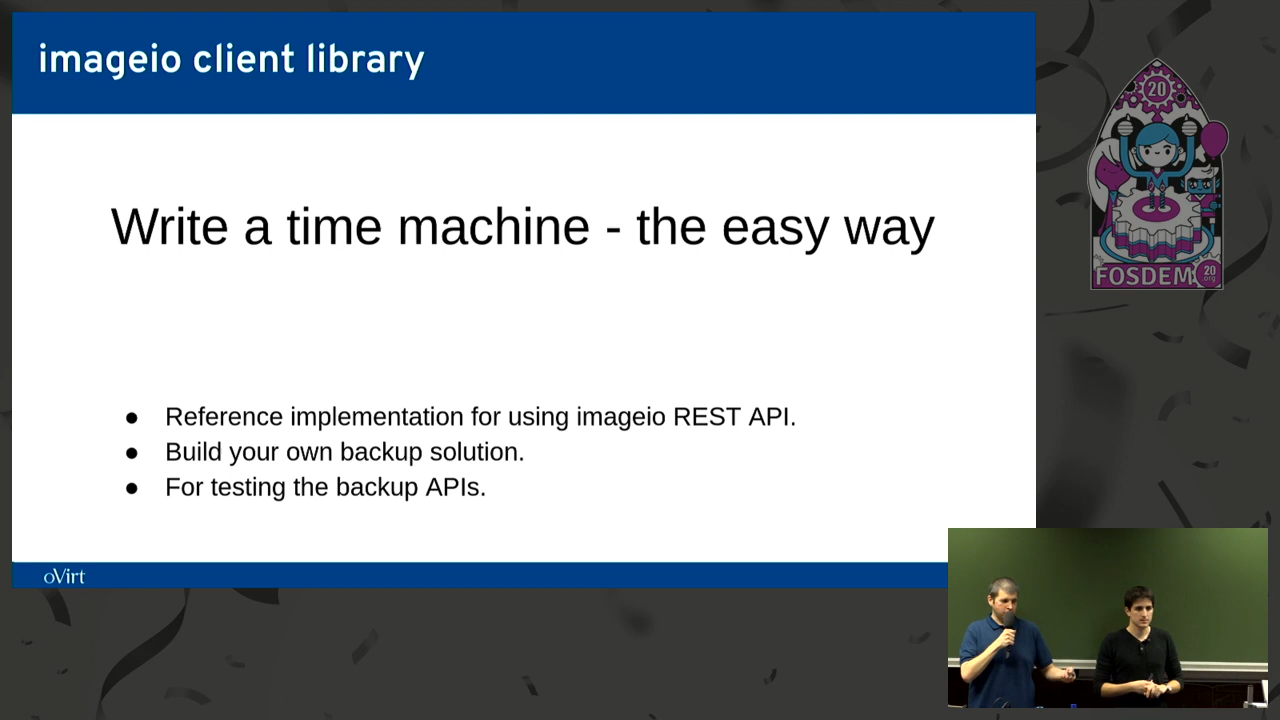 imageio client library
Write a time machine - the easy way
● Reference implementation for using imageio REST API.
● Build your own backup solution.
● For testing the backup APIs.
oVirt
20
FOSDEM
20
.org